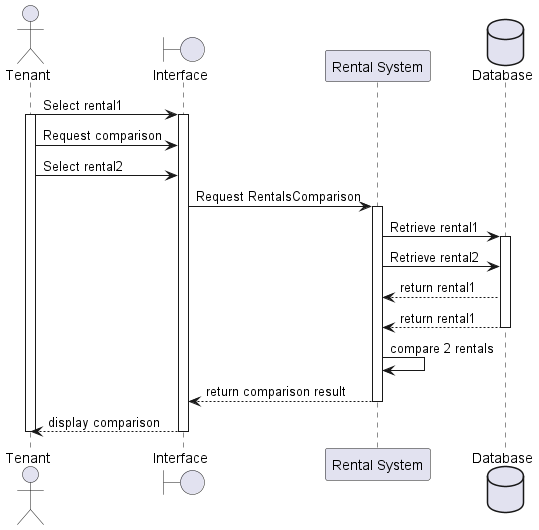 Tenant
Interface
Rental System
Database
Select rental1
Request comparison
Select rental2
Request RentalsComparison
Retrieve rental1
Retrieve rental2
return rental1
return rental1
compare 2 rentals
return comparison result
display comparison
Tenant
Interface
Rental System
Database